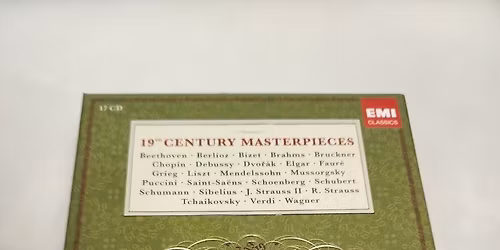 17 CD
EMI
CLASSICS
19TH CENTURY MASTERPIECES
Beethoven · Berlioz · Bizet · Brahms · Bruckner
Chopin · Debussy · Dvořák · Elgar · Fauré
Grieg · Liszt · Mendelssohn · Mussorgsky
Puccini · Saint-Saëns · Schoenberg · Schubert
Schumann · Sibelius · J. Strauss II · R. Strauss
Tchaikovsky · Verdi · Wagner